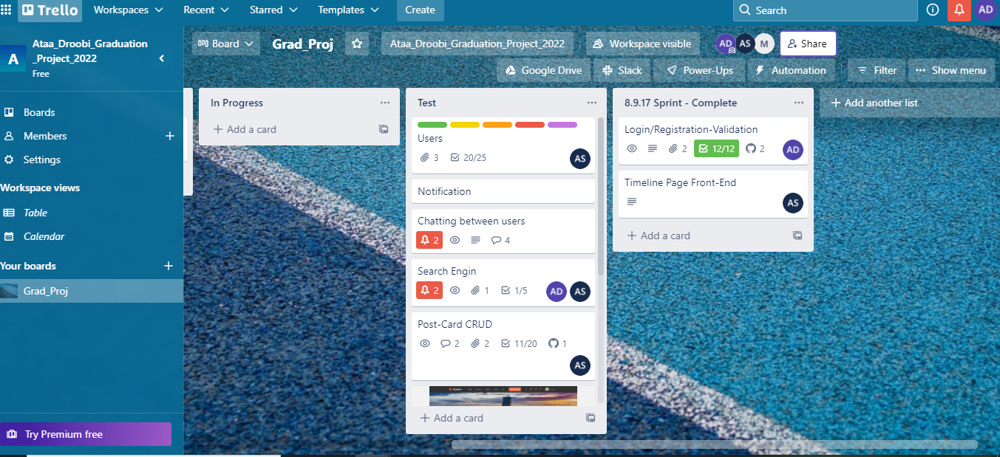 Trello
Workspaces
Recent
Starred
Templates
Create
Search
AD
A
Ataa_Droobi_Graduation
_Project_2022
Free
Board
Grad_Proj
Ataa_Droobi_Graduation_Project_2022
Workspace visible
AD
AS
M
Share
Google Drive
Slack
Power-Ups
Automation
Filter
Show menu
Boards
Members
Settings
Workspace views
Table
Calendar
Your boards
Grad_Proj
Try Premium free
In Progress
Add a card
Test
Users
3 20/25
AS
Notification
Chatting between users
2 4
Search Engin
2 1 1/5
AD AS
Post-Card CRUD
2 2 11/20 1
AS
Add a card
8.9.17 Sprint - Complete
Login/Registration-Validation
2 12/12 2
AD
Timeline Page Front-End
AS
Add a card
Add another list